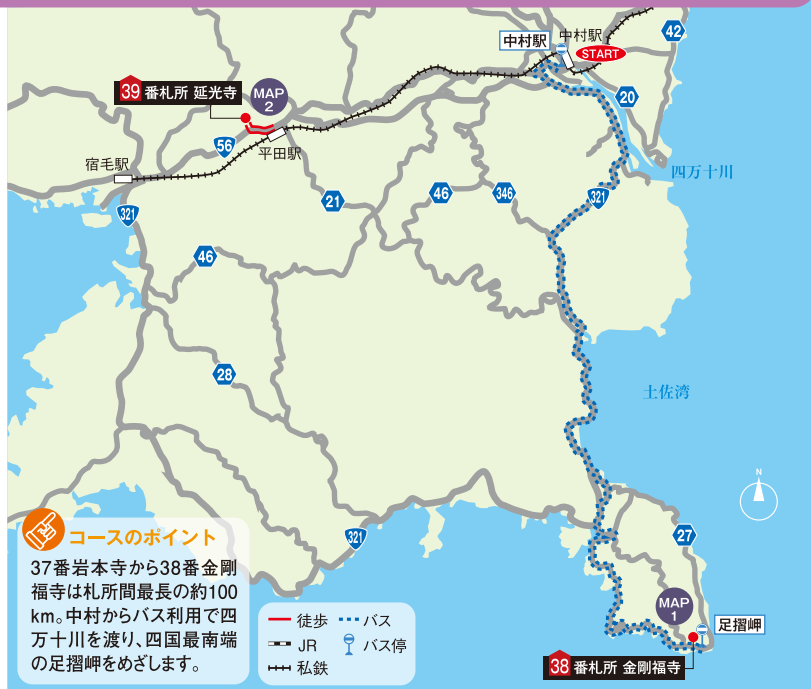 中村駅
中村駅
START
42
39 番札所 延光寺
MAP
2
20
56
平田駅
宿毛駅
四万十川
321
21
46
346
321
46
28
土佐湾
N
コースのポイント
37番岩本寺から38番金剛
福寺は札所間最長の約100
km。中村からバス利用で四
万十川を渡り、四国最南端
の足摺岬をめざします。
321
27
徒歩 バス
JR バス停
私鉄
MAP
1
足摺岬
38 番札所 金剛福寺